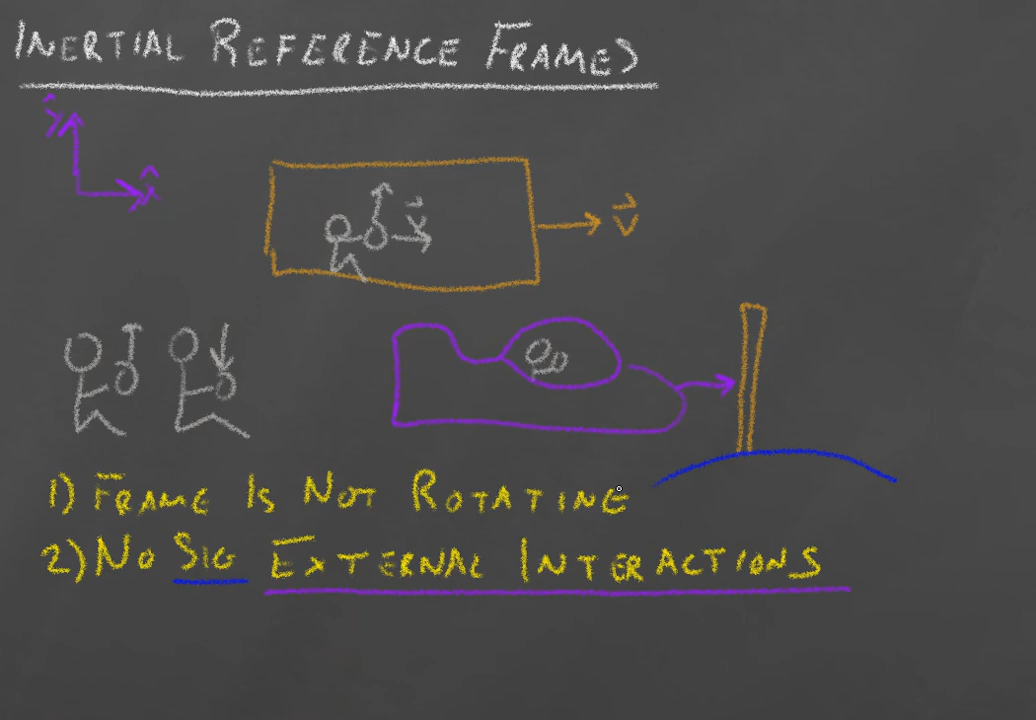 INERTIAL REFERENCE FRAMES
ŷ
x̂
v⃗
v⃗
1) FRAME IS NOT ROTATING
2) NO SIG EXTERNAL INTERACTIONS